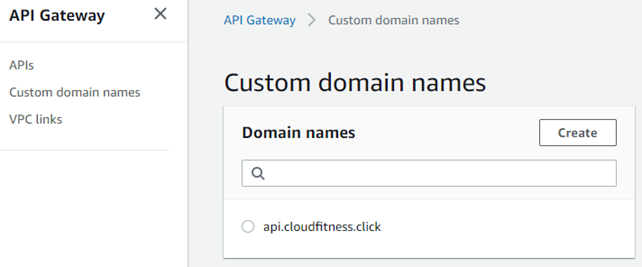 API Gateway
APIs
Custom domain names
VPC links
API Gateway > Custom domain names
Custom domain names
Domain names
Create
api.cloudfitness.click